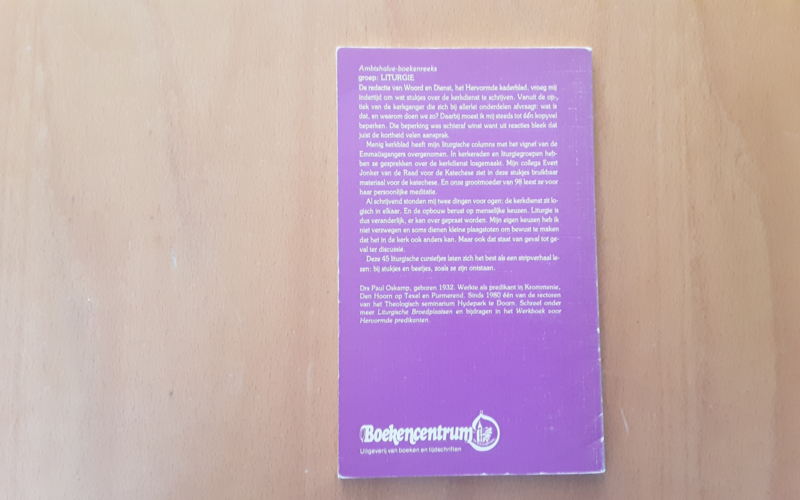 Ambishalve-boekenreeks
groep: LITURGIE
De redactie van Woord en Dienst, het Hervormde kaderblad, vroeg mij
indertijd om wat stukjes over de kerkdienst te schrijven. Vanuit de op-
tiek van de kerkganger die zich bij allerlei onderdelen afvraagt: wat is
dat, en waarom doen we zo? Daarbij moest ik mij steeds tot één kopyvel
beperken. Die beperking was achteraf winst want uit reacties bleek dat
juist de kortheid velen aansprak.
Menig kerkblad heeft mijn liturgische columns met het vignet van de
Emmaüsgangers overgenomen. In kerkeraden en liturgiegroepen heb-
ben ze gesprekken over de kerkdienst losgemaakt. Mijn collega Evert
Jonker van de Raad voor de Katechese ziet in deze stukjes bruikbaar
materiaal voor de katechese. En onze grootmoeder van 98 leest ze voor
haar persoonlijke meditatie.
Al schrijvend stonden mij twee dingen voor ogen: de kerkdienst zit lo-
gisch in elkaar. En de opbouw berust op menselijke keuzen. Liturgie is
dus veranderlijk, er kan over gepraat worden. Mijn eigen keuzen heb ik
niet verzwegen en soms dienen kleine plaagstoten om bewust te maken
dat het in de kerk ook anders kan. Maar ook dat staat van geval tot ge-
val ter discussie.
Deze 45 liturgische cursiefjes laten zich het best als een stripverhaal le-
zen: bij stukjes en beetjes, zoals ze zijn ontstaan.
Drs Paul Oskamp, geboren 1932. Werkte als predikant in Krommenie,
Den Hoorn op Texel en Purmerend. Sinds 1980 één van de rectoren
van het Theologisch seminarium Hydepark te Doorn. Schreef onder
meer Liturgische Broedplaatsen en bijdragen in het Werkboek voor
Hervormde predikanten.
Boekencentrum
Uitgeverij van boeken en tijdschriften